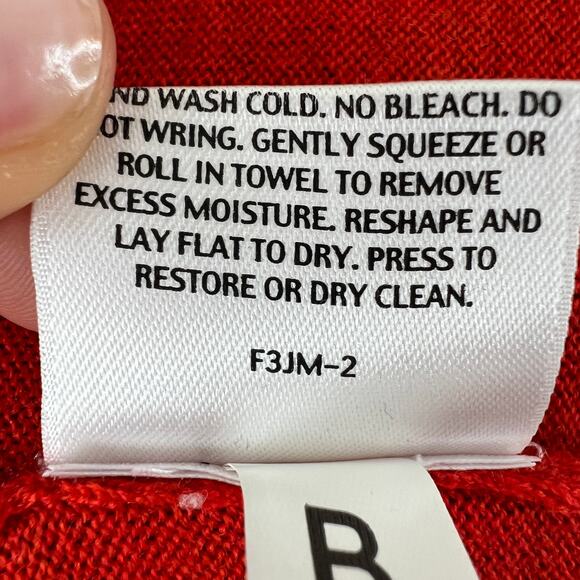 ND WASH COLD. NO BLEACH. DO
OT WRING. GENTLY SQUEEZE OR
ROLL IN TOWEL TO REMOVE
EXCESS MOISTURE. RESHAPE AND
LAY FLAT TO DRY. PRESS TO
RESTORE OR DRY CLEAN.
F3JM-2